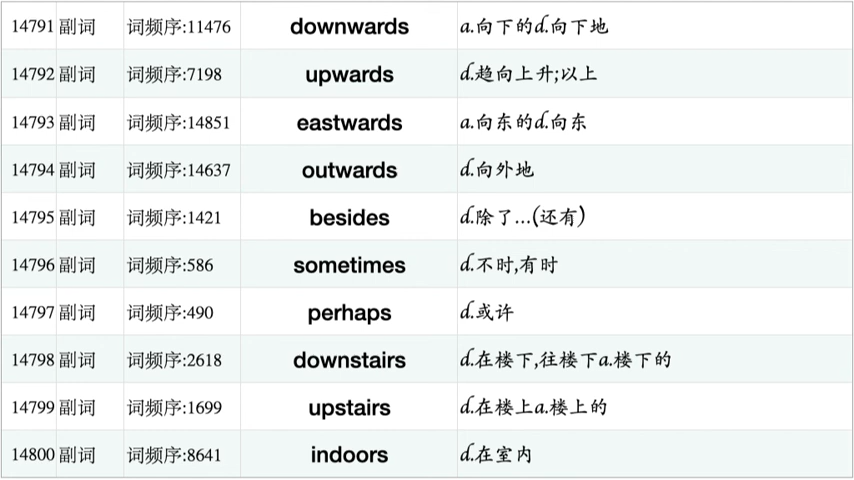 14791 副词 词频序:11476 downwards a.向下的d.向下地
14792 副词 词频序:7198 upwards d.趋向上升;以上
14793 副词 词频序:14851 eastwards a.向东的d.向东
14794 副词 词频序:14637 outwards d.向外地
14795 副词 词频序:1421 besides d.除了...(还有)
14796 副词 词频序:586 sometimes d.不时,有时
14797 副词 词频序:490 perhaps d.或许
14798 副词 词频序:2618 downstairs d.在楼下,往楼下a.楼下的
14799 副词 词频序:1699 upstairs d.在楼上a.楼上的
14800 副词 词频序:8641 indoors d.在室内